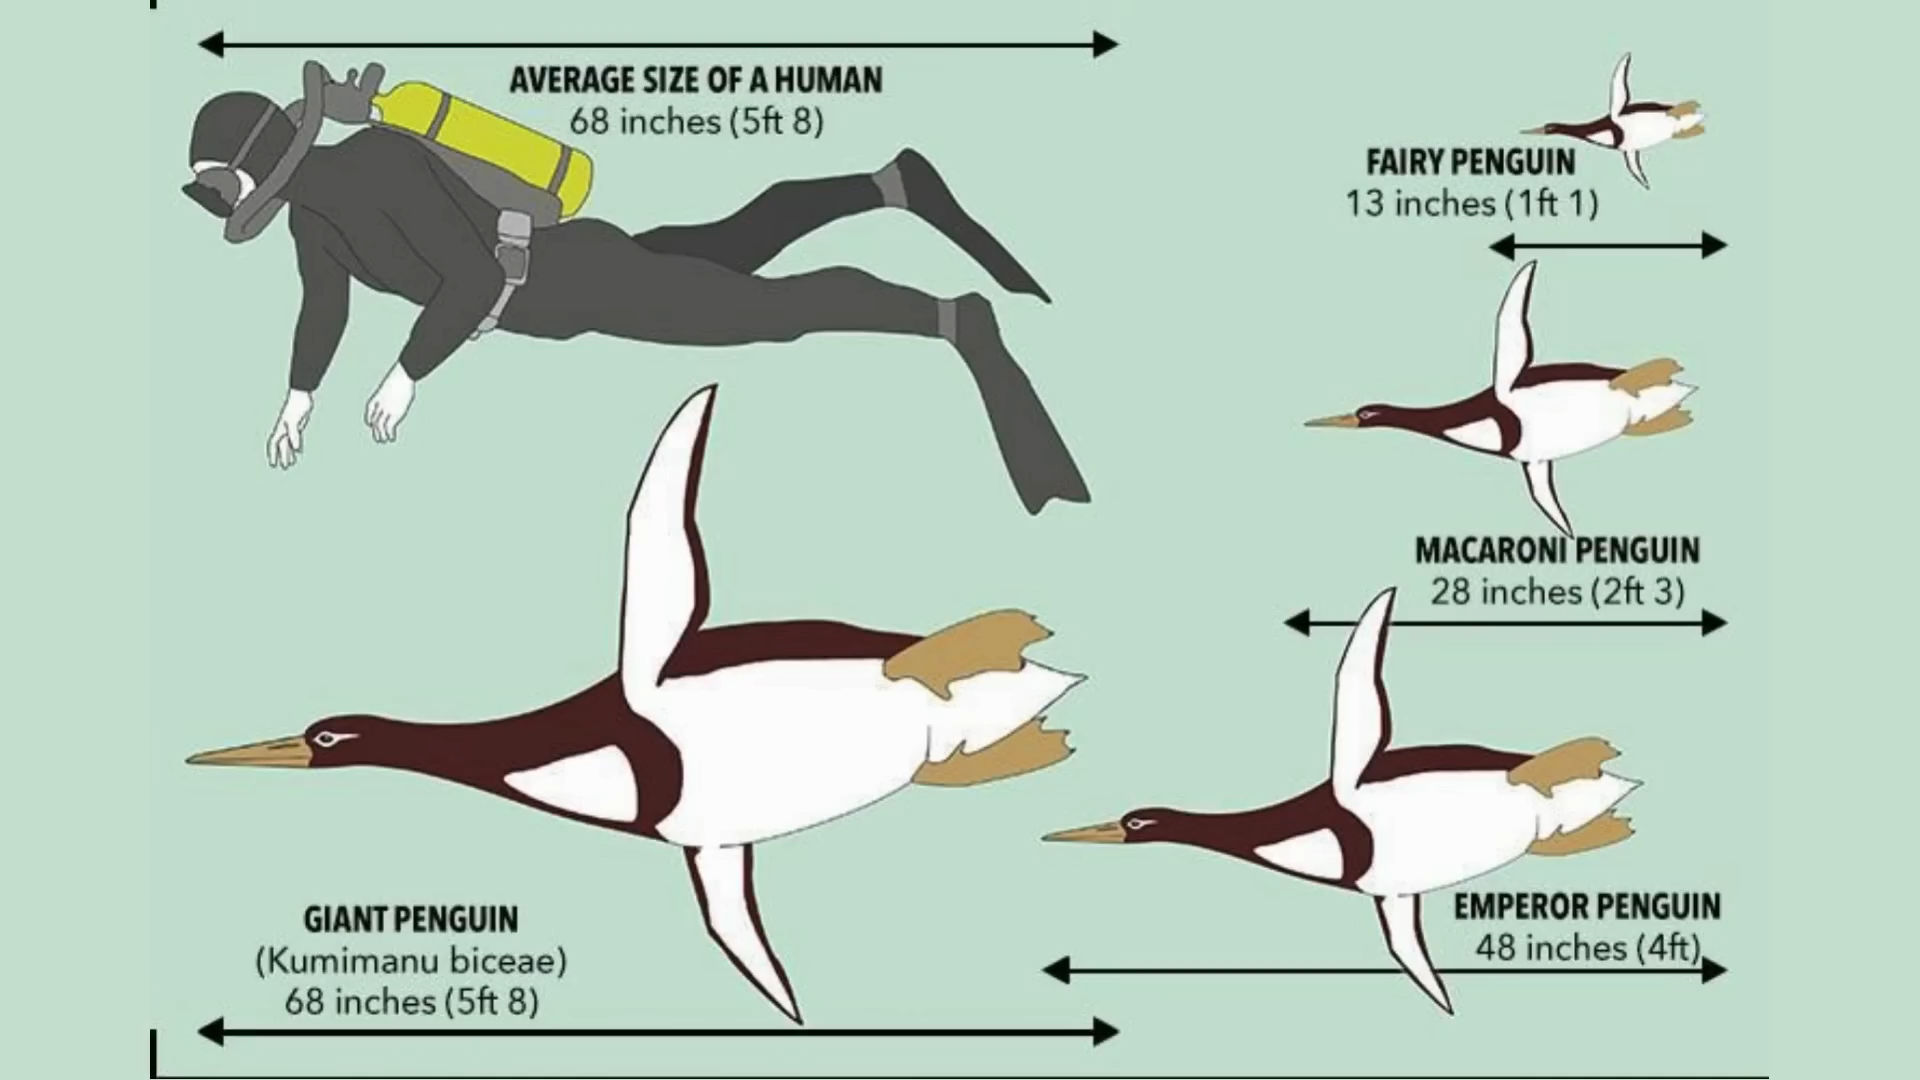 AVERAGE SIZE OF A HUMAN
68 inches (5ft 8)
FAIRY PENGUIN
13 inches (1ft 1)
MACARONI PENGUIN
28 inches (2ft 3)
GIANT PENGUIN
(Kumimanu biceae)
68 inches (5ft 8)
EMPEROR PENGUIN
48 inches (4ft)